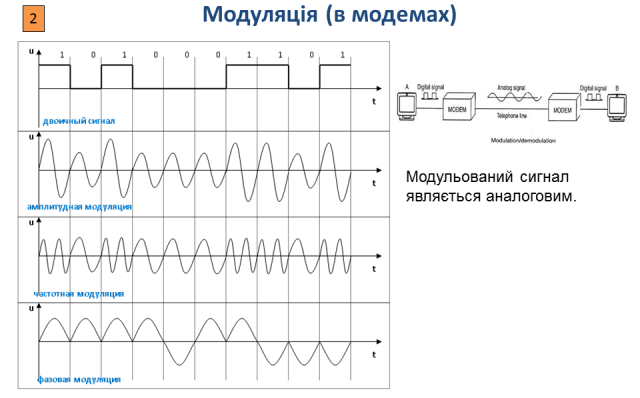 2
Модуляція (в модемах)
u 1 0 1 0 0 0 1 1 0 1
t
двоичный сигнал
u
t
амплитудная модуляция
u
t
частотная модуляция
u
t
фазовая модуляция
A Digital signal Analog signal Digital signal B
MODEM MODEM
Telephone line
Modulation/demodulation
Модульований сигнал
являється аналоговим.